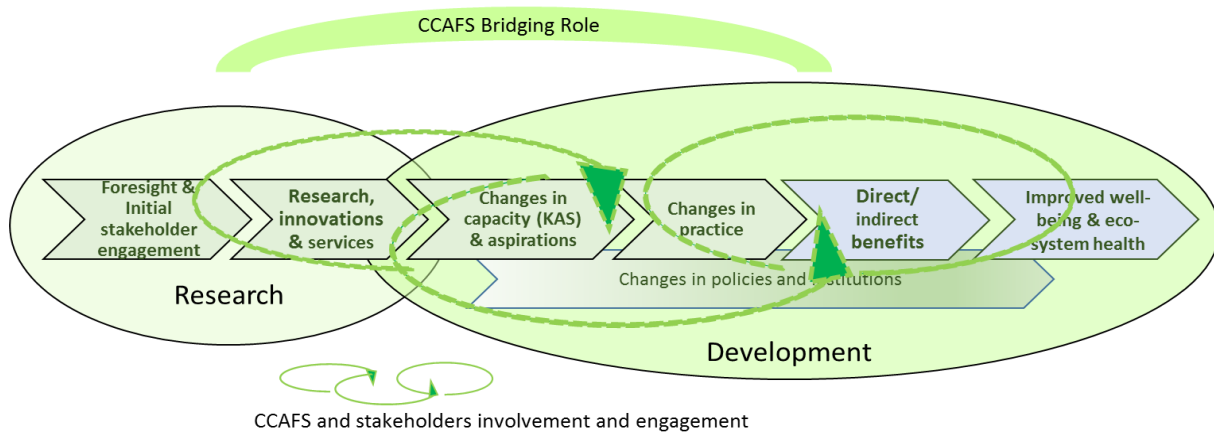 CCAFS Bridging Role
Foresight &
Initial
stakeholder
engagement
Research,
innovations
& services
Changes in
capacity (KAS)
& aspirations
Changes in
practice
Direct/
indirect
benefits
Improved well-
being & eco-
system health
Changes in policies and institutions
Research
Development
CCAFS and stakeholders involvement and engagement